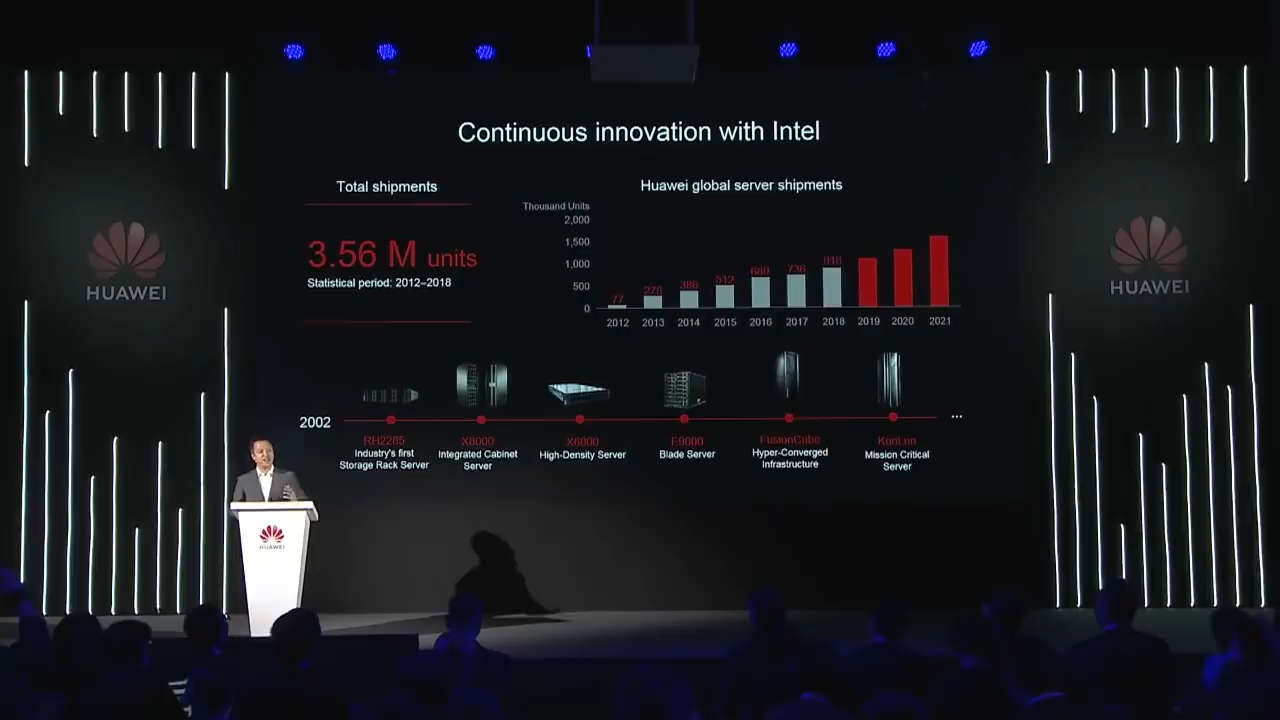 Continuous innovation with Intel
Total shipments
3.56 M units
Statistical period: 2012–2018
Huawei global server shipments
Thousand Units
2,000
1,500
1,000
500
0
77
278
386
512
680
736
918
2012
2013
2014
2015
2016
2017
2018
2019
2020
2021
2002
...
RH2285
Industry's first
Storage Rack Server
X8000
Integrated Cabinet
Server
X6000
High-Density Server
E9000
Blade Server
FusionCube
Hyper-Converged
Infrastructure
KunLun
Mission Critical
Server
HUAWEI
HUAWEI
HUAWEI